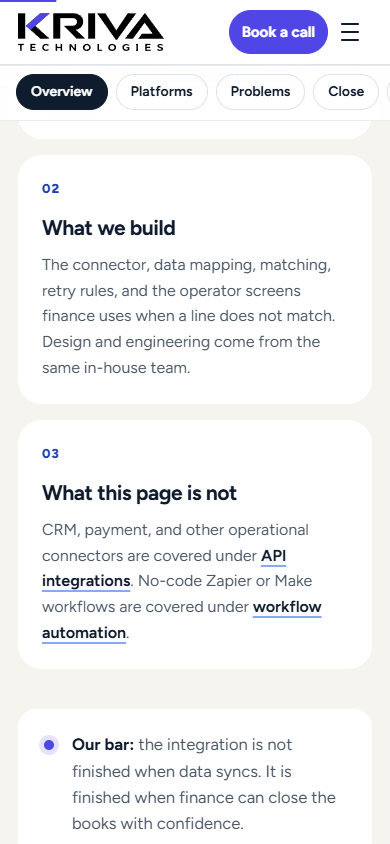 KRIVA
TECHNOLOGIES
Book a call
Overview
Platforms
Problems
Close
02
What we build
The connector, data mapping, matching,
retry rules, and the operator screens
finance uses when a line does not match.
Design and engineering come from the
same in-house team.
03
What this page is not
CRM, payment, and other operational
connectors are covered under API
integrations. No-code Zapier or Make
workflows are covered under workflow
automation.
Our bar: the integration is not
finished when data syncs. It is
finished when finance can close the
books with confidence.